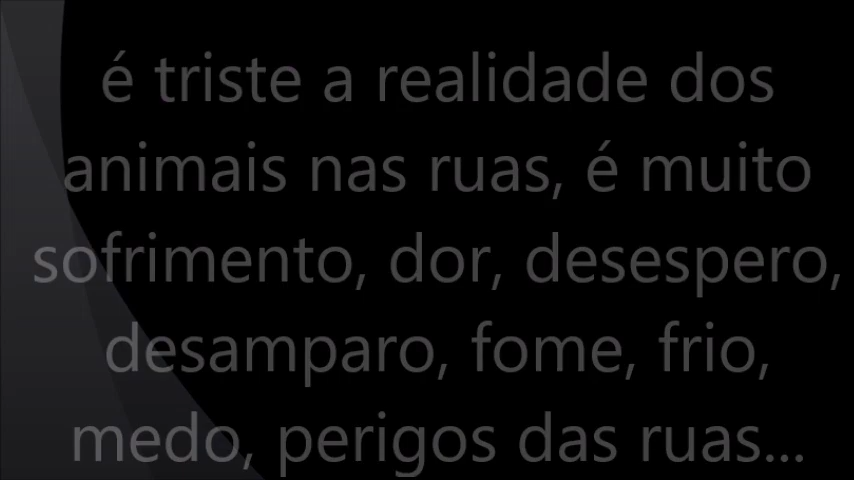 é triste a realidade dos
animais nas ruas, é muito
sofrimento, dor, desespero,
desamparo, fome, frio,
medo, perigos das ruas...